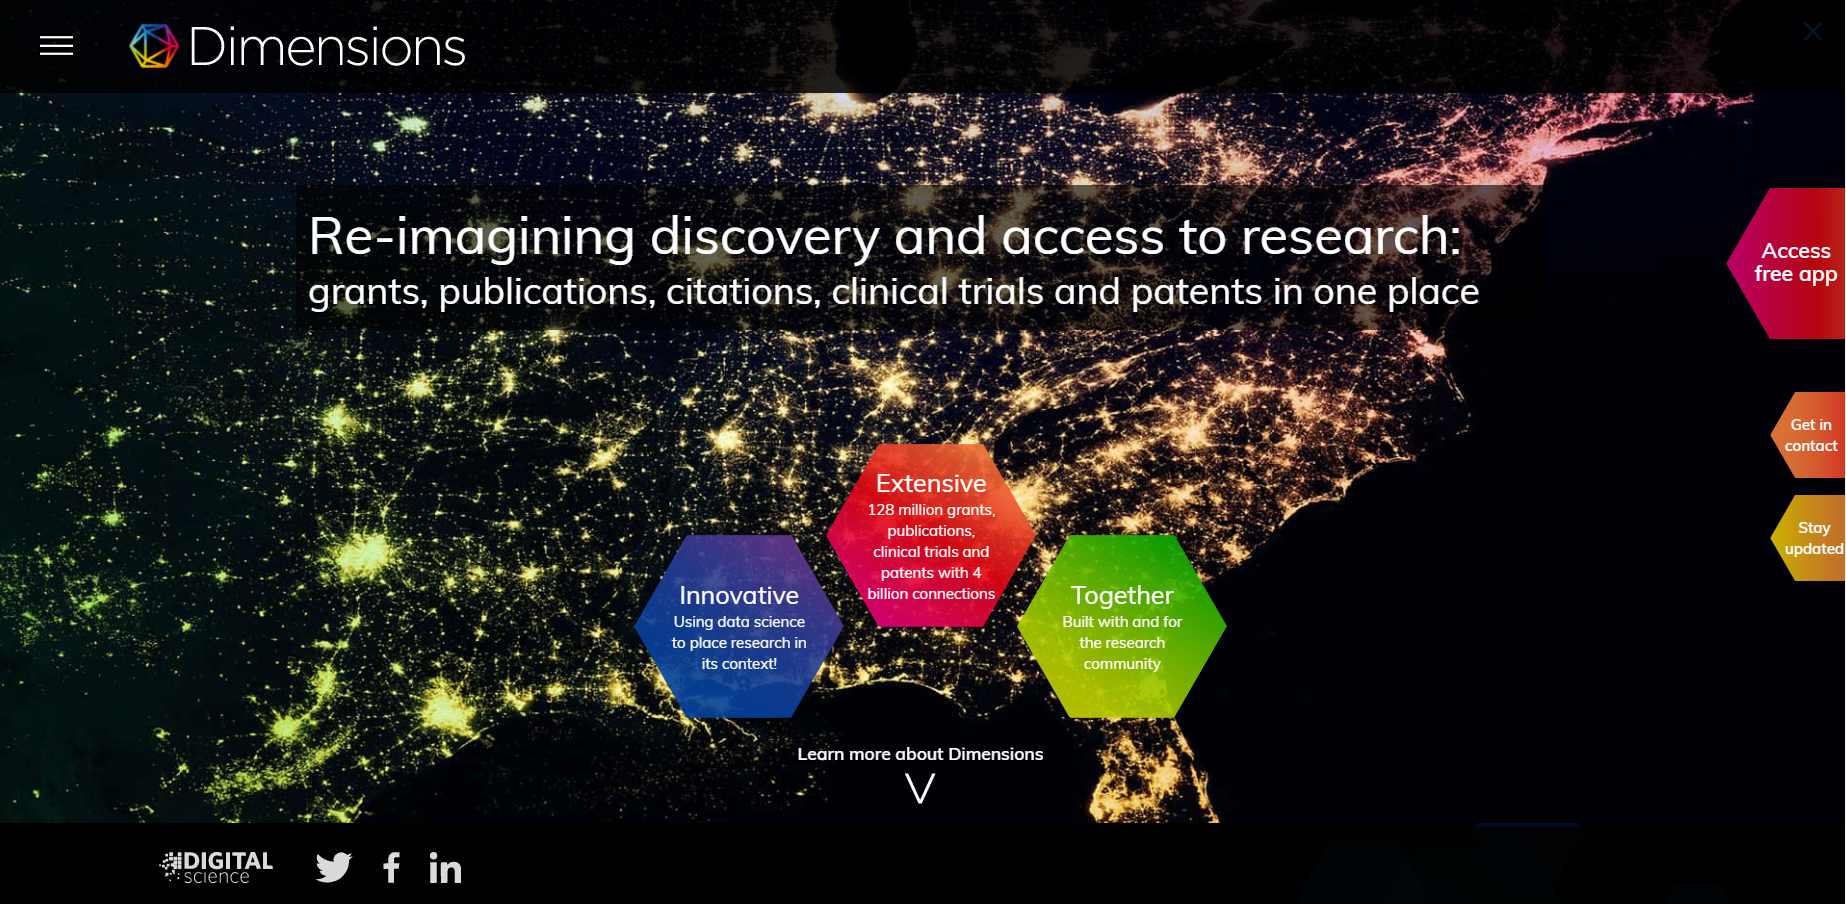 Dimensions
Re-imagining discovery and access to research:
grants, publications, citations, clinical trials and patents in one place
Access
free app
Get in
contact
Stay
updated
Extensive
128 million grants,
publications,
clinical trials and
patents with 4
billion connections
Innovative
Using data science
to place research in
its context!
Together
Built with and for
the research
community
Learn more about Dimensions
DIGITAL
science